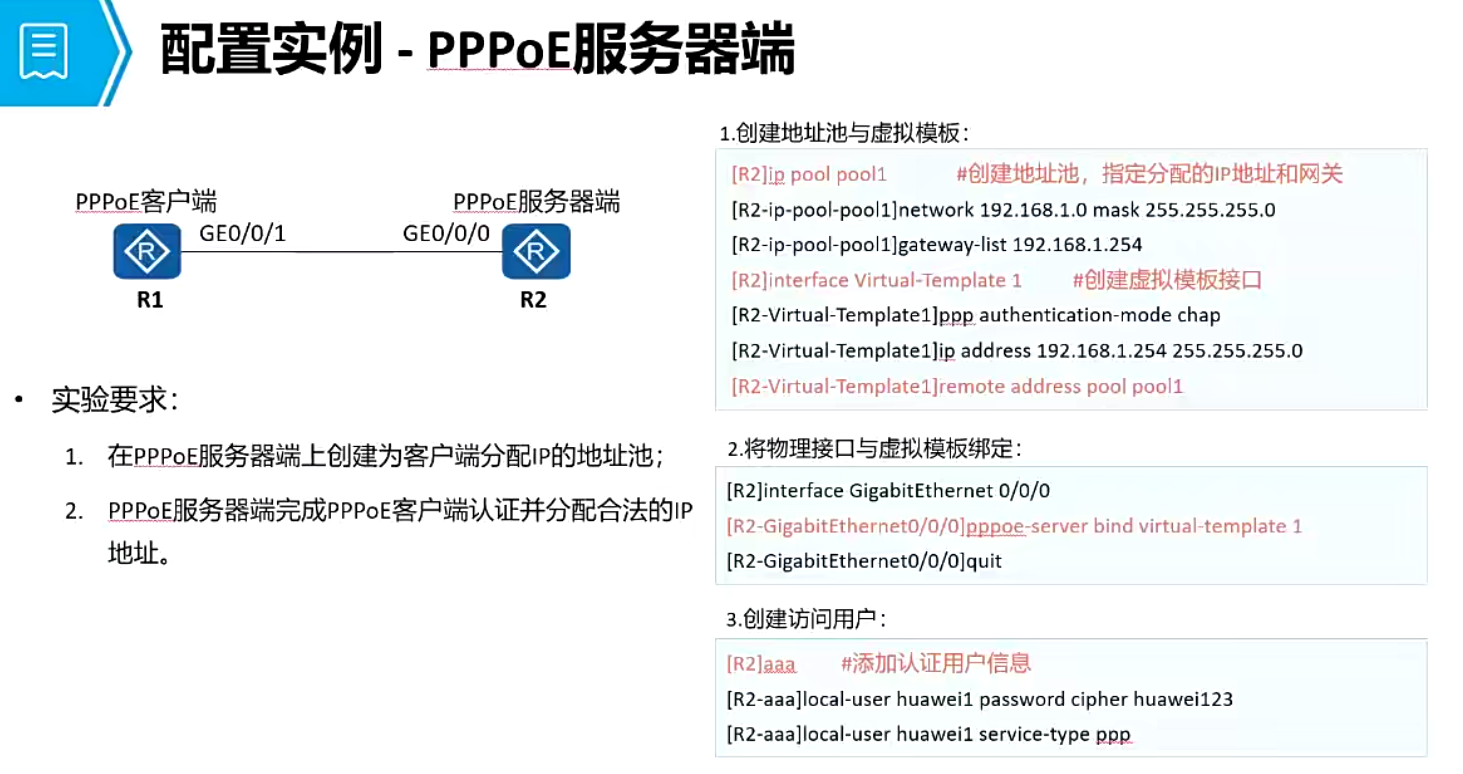 配置实例 - PPPoE服务器端
PPPoE客户端
PPPoE服务器端
GE0/0/1
GE0/0/0
R
R
R1
R2
• 实验要求：
1. 在PPPoE服务器端上创建为客户端分配IP的地址池；
2. PPPoE服务器端完成PPPoE客户端认证并分配合法的IP
地址。
1.创建地址池与虚拟模板：
[R2]ip pool pool1 #创建地址池，指定分配的IP地址和网关
[R2-ip-pool-pool1]network 192.168.1.0 mask 255.255.255.0
[R2-ip-pool-pool1]gateway-list 192.168.1.254
[R2]interface Virtual-Template 1 #创建虚拟模板接口
[R2-Virtual-Template1]ppp authentication-mode chap
[R2-Virtual-Template1]ip address 192.168.1.254 255.255.255.0
[R2-Virtual-Template1]remote address pool pool1
2.将物理接口与虚拟模板绑定：
[R2]interface GigabitEthernet 0/0/0
[R2-GigabitEthernet0/0/0]pppoe-server bind virtual-template 1
[R2-GigabitEthernet0/0/0]quit
3.创建访问用户：
[R2]aaa #添加认证用户信息
[R2-aaa]local-user huawei1 password cipher huawei123
[R2-aaa]local-user huawei1 service-type ppp